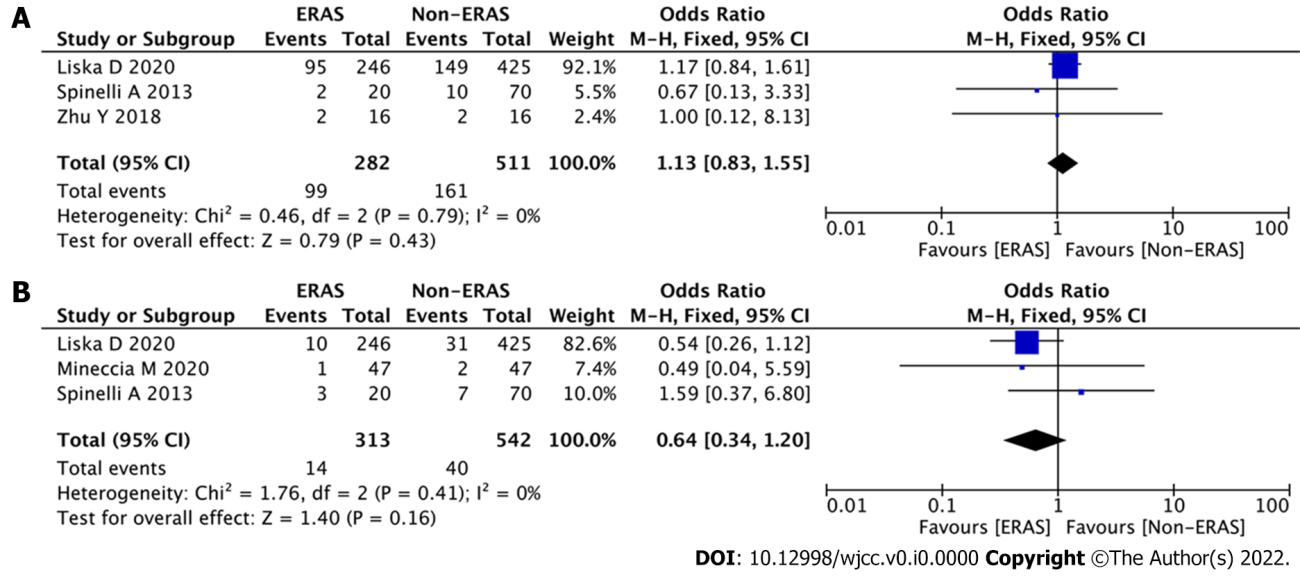 A
ERAS Non-ERAS Odds Ratio Odds Ratio
Study or Subgroup Events Total Events Total Weight M-H, Fixed, 95% CI M-H, Fixed, 95% CI
Liska D 2020 95 246 149 425 92.1% 1.17 [0.84, 1.61]
Spinelli A 2013 2 20 10 70 5.5% 0.67 [0.13, 3.33]
Zhu Y 2018 2 16 2 16 2.4% 1.00 [0.12, 8.13]
Total (95% CI) 282 511 100.0% 1.13 [0.83, 1.55]
Total events 99 161
Heterogeneity: Chi² = 0.46, df = 2 (P = 0.79); I² = 0%
Test for overall effect: Z = 0.79 (P = 0.43)
0.01 0.1 1 10 100
Favours [ERAS] Favours [Non-ERAS]
B
ERAS Non-ERAS Odds Ratio Odds Ratio
Study or Subgroup Events Total Events Total Weight M-H, Fixed, 95% CI M-H, Fixed, 95% CI
Liska D 2020 10 246 31 425 82.6% 0.54 [0.26, 1.12]
Mineccia M 2020 1 47 2 47 7.4% 0.49 [0.04, 5.59]
Spinelli A 2013 3 20 7 70 10.0% 1.59 [0.37, 6.80]
Total (95% CI) 313 542 100.0% 0.64 [0.34, 1.20]
Total events 14 40
Heterogeneity: Chi² = 1.76, df = 2 (P = 0.41); I² = 0%
Test for overall effect: Z = 1.40 (P = 0.16)
0.01 0.1 1 10 100
Favours [ERAS] Favours [Non-ERAS]
DOI: 10.12998/wjcc.v0.i0.0000 Copyright ©The Author(s) 2022.